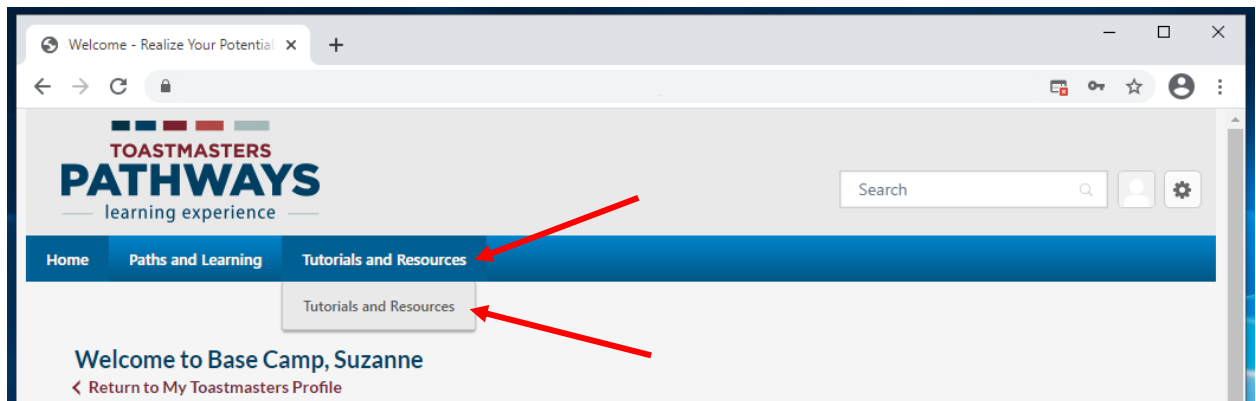 Welcome - Realize Your Potential
TOASTMASTERS
PATHWAYS
learning experience
Search
Home Paths and Learning Tutorials and Resources
Tutorials and Resources
Welcome to Base Camp, Suzanne
Return to My Toastmasters Profile